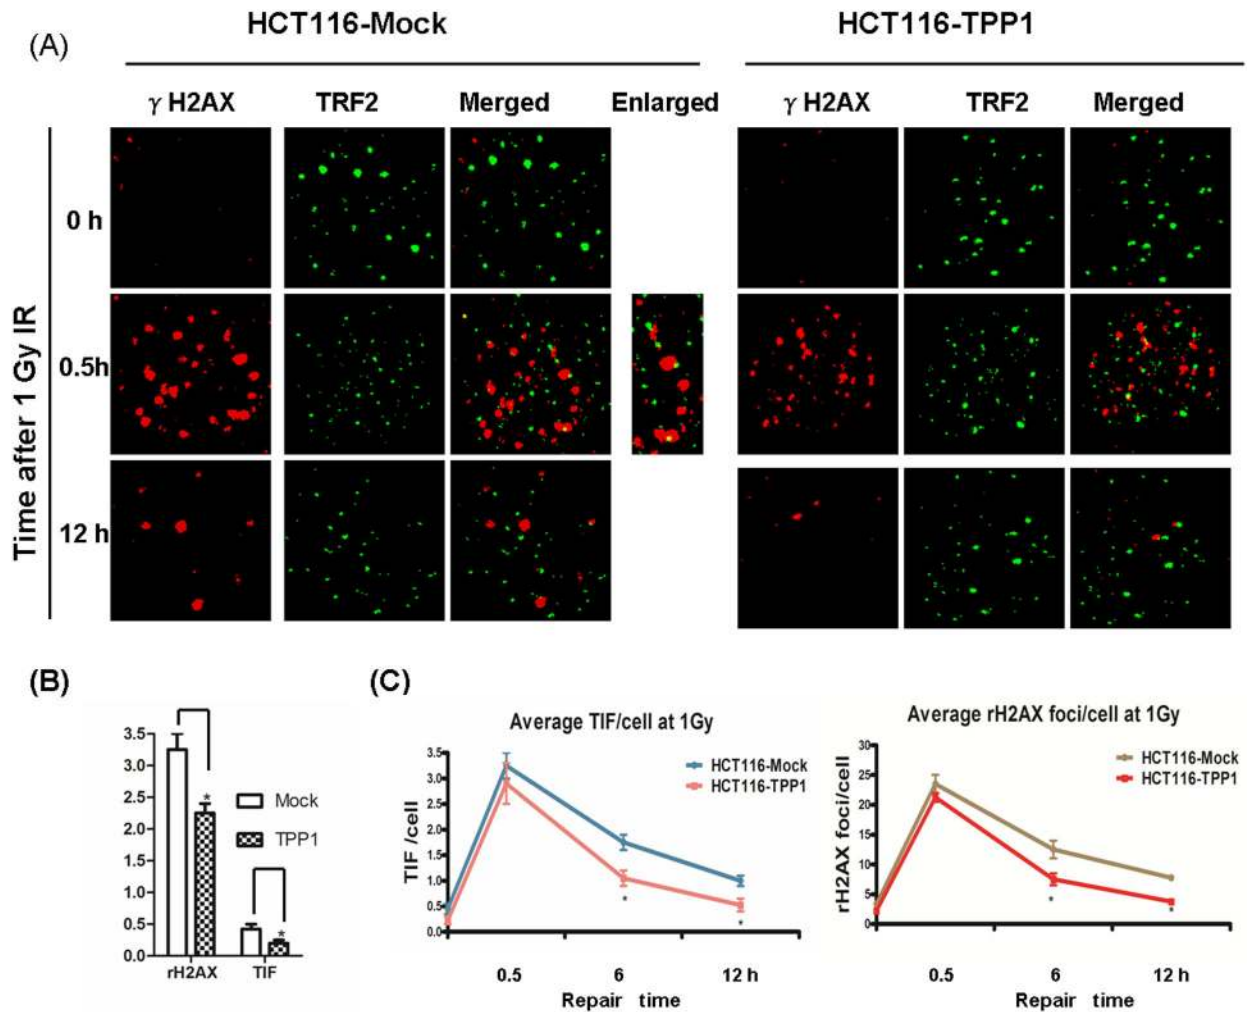 (A)
HCT116-Mock
HCT116-TPP1
γ H2AX
TRF2
Merged
Enlarged
γ H2AX
TRF2
Merged
Time after 1 Gy IR
0 h
0.5h
12 h
(B)
3.5
3.0
2.5
2.0
1.5
1.0
0.5
0.0
*
*
Mock
TPP1
rH2AX
TIF
(C)
Average TIF/cell at 1Gy
TIF /cell
3.5
3.0
2.5
2.0
1.5
1.0
0.5
0.0
HCT116-Mock
HCT116-TPP1
*
*
0.5
6
12 h
Repair time
Average rH2AX foci/cell at 1Gy
rH2AX foci/cell
30
25
20
15
10
5
0
HCT116-Mock
HCT116-TPP1
*
*
0.5
6
12 h
Repair time